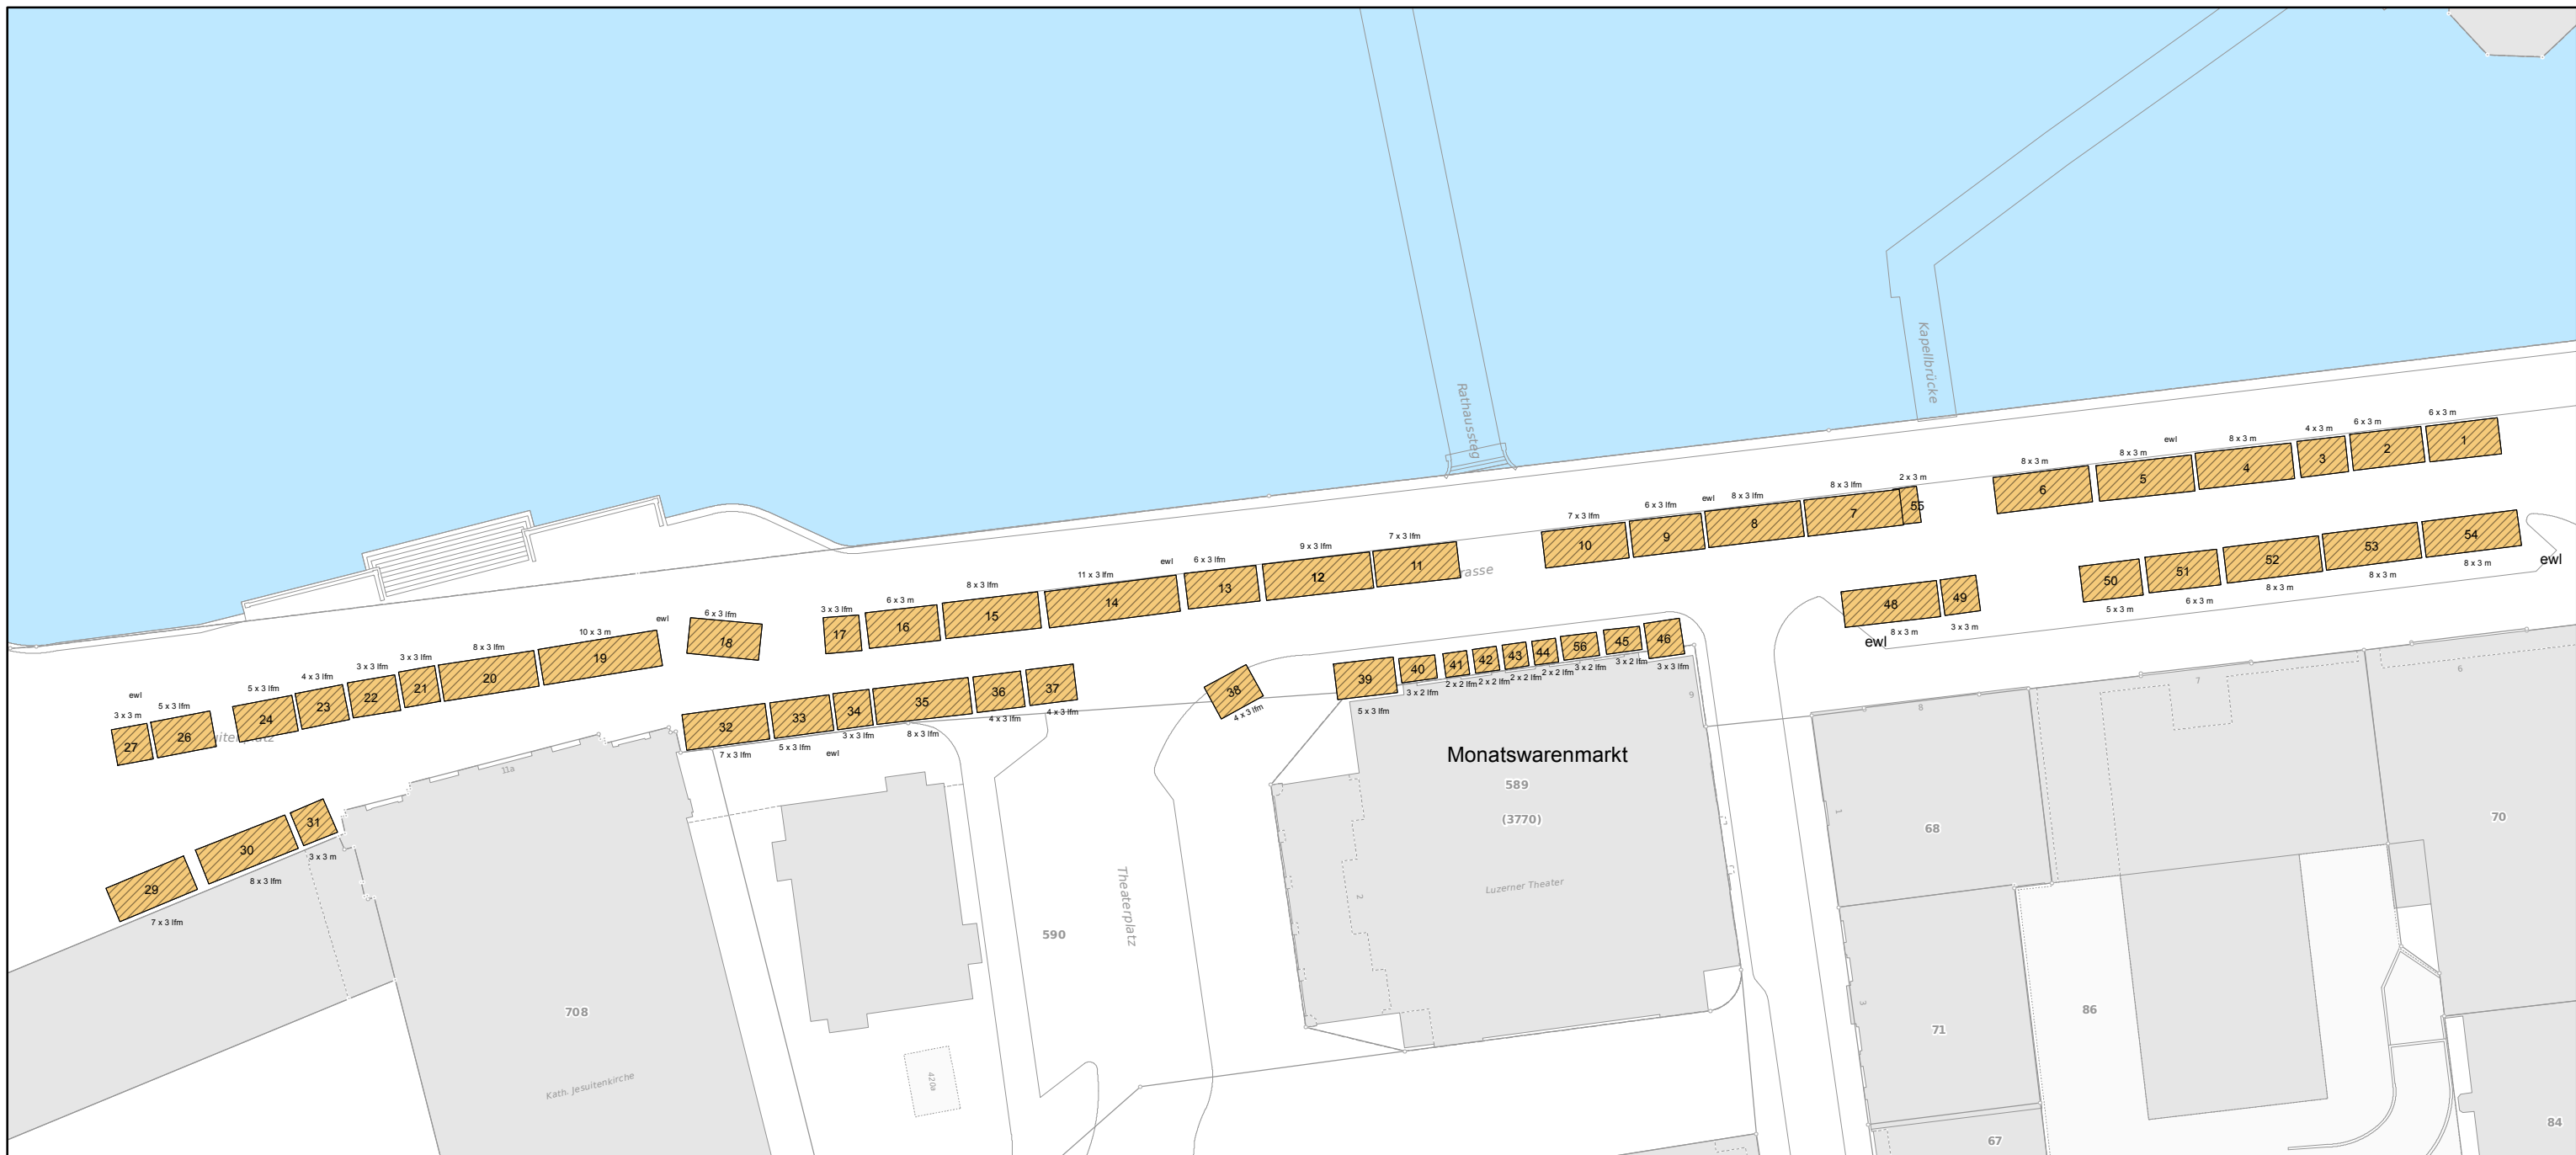 Rathaussteg
Kapellbrücke
6 x 3 m
6 x 3 m
4 x 3 m
8 x 3 m
ewl
8 x 3 m
8 x 3 m
1
2
3
4
5
6
2 x 3 m
8 x 3 lfm
8 x 3 lfm
ewl
6 x 3 lfm
7 x 3 lfm
55
7
8
9
10
7 x 3 lfm
9 x 3 lfm
6 x 3 lfm
ewl
11 x 3 lfm
8 x 3 lfm
6 x 3 m
3 x 3 lfm
11
rasse
12
13
14
15
16
17
6 x 3 lfm
18
ewl
10 x 3 m
8 x 3 lfm
3 x 3 lfm
3 x 3 lfm
4 x 3 lfm
5 x 3 lfm
5 x 3 lfm
ewl
3 x 3 m
19
20
21
22
23
24
26
27
uitenplatz
54
53
52
51
50
ewl
8 x 3 m
8 x 3 m
8 x 3 m
6 x 3 m
5 x 3 m
48
49
ewl
8 x 3 m
3 x 3 m
39
40
41
42
43
44
56
45
46
5 x 3 lfm
3 x 2 lfm
2 x 2 lfm
2 x 2 lfm
2 x 2 lfm
2 x 2 lfm
3 x 2 lfm
3 x 2 lfm
3 x 3 lfm
38
4 x 3 lfm
32
33
34
35
36
37
7 x 3 lfm
5 x 3 lfm
ewl
3 x 3 lfm
8 x 3 lfm
4 x 3 lfm
4 x 3 lfm
31
30
29
3 x 3 m
8 x 3 lfm
7 x 3 lfm
11a
9
8
7
6
Monatswarenmarkt
589
(3770)
Luzerner Theater
2
1
3
68
70
71
86
67
84
590
Theaterplatz
708
Kath. Jesuitenkirche
420a